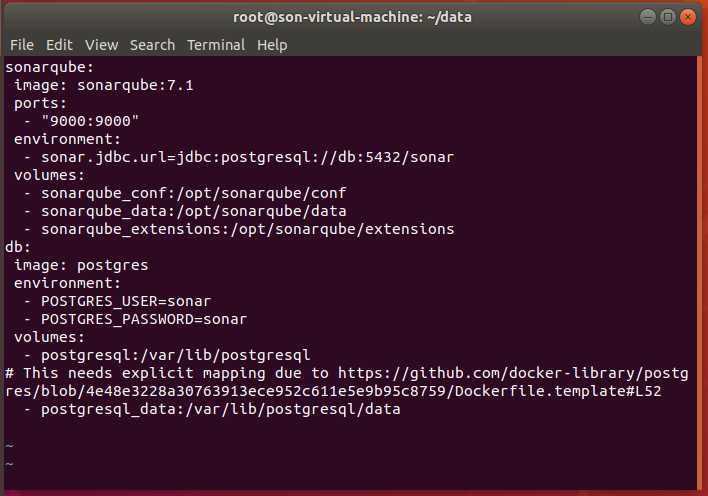 root@son-virtual-machine: ~/data
File Edit View Search Terminal Help
sonarqube:
 image: sonarqube:7.1
 ports:
  - "9000:9000"
 environment:
  - sonar.jdbc.url=jdbc:postgresql://db:5432/sonar
 volumes:
  - sonarqube_conf:/opt/sonarqube/conf
  - sonarqube_data:/opt/sonarqube/data
  - sonarqube_extensions:/opt/sonarqube/extensions
db:
 image: postgres
 environment:
  - POSTGRES_USER=sonar
  - POSTGRES_PASSWORD=sonar
 volumes:
  - postgresql:/var/lib/postgresql
# This needs explicit mapping due to https://github.com/docker-library/postg
res/blob/4e48e3228a30763913ece952c611e5e9b95c8759/Dockerfile.template#L52
  - postgresql_data:/var/lib/postgresql/data
~
~